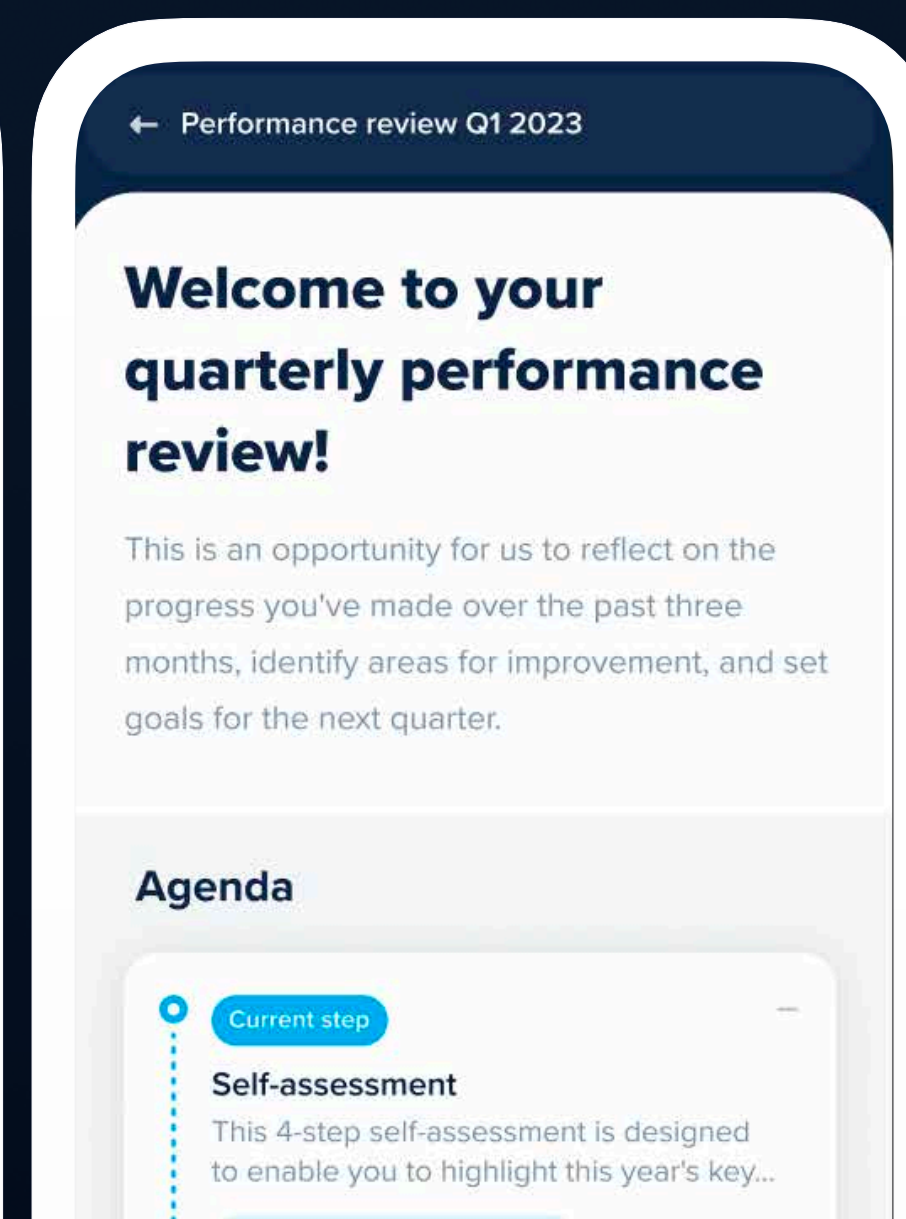 Performance review Q1 2023
Welcome to your
quarterly performance
review!
This is an opportunity for us to reflect on the
progress you've made over the past three
months, identify areas for improvement, and set
goals for the next quarter.
Agenda
Current step
Self-assessment
This 4-step self-assessment is designed
to enable you to highlight this year's key...